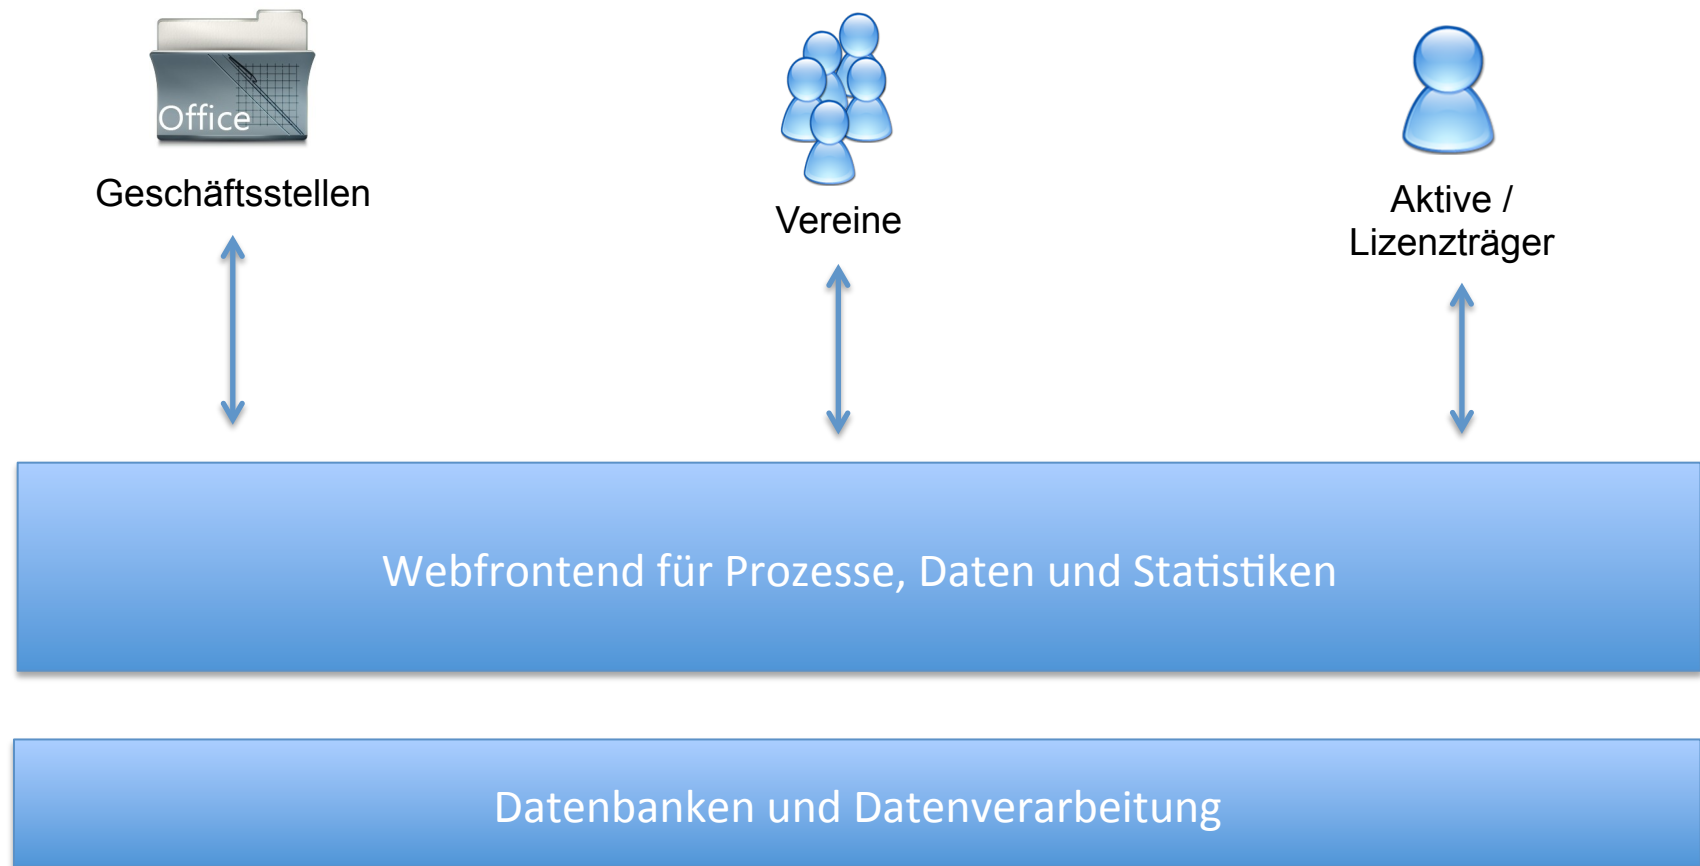 Office
Geschäftsstellen
Vereine
Aktive /
Lizenzträger
Webfrontend für Prozesse, Daten und Statistiken
Datenbanken und Datenverarbeitung